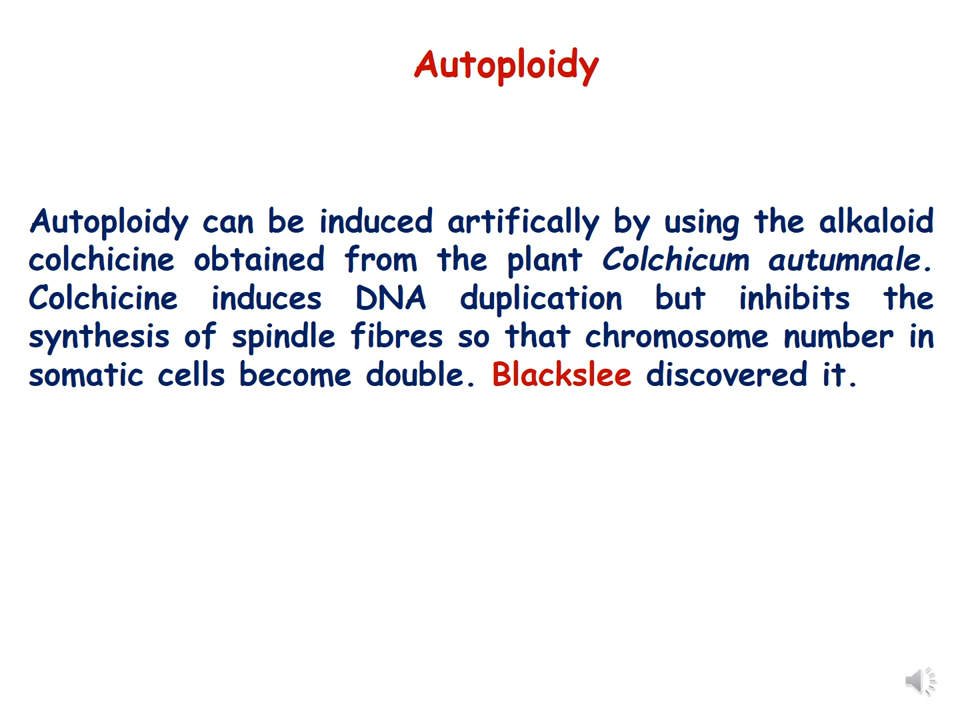 Autoploidy
Autoploidy can be induced artifically by using the alkaloid
colchicine obtained from the plant Colchicum autumnale.
Colchicine induces DNA duplication but inhibits the
synthesis of spindle fibres so that chromosome number in
somatic cells become double. Blackslee discovered it.